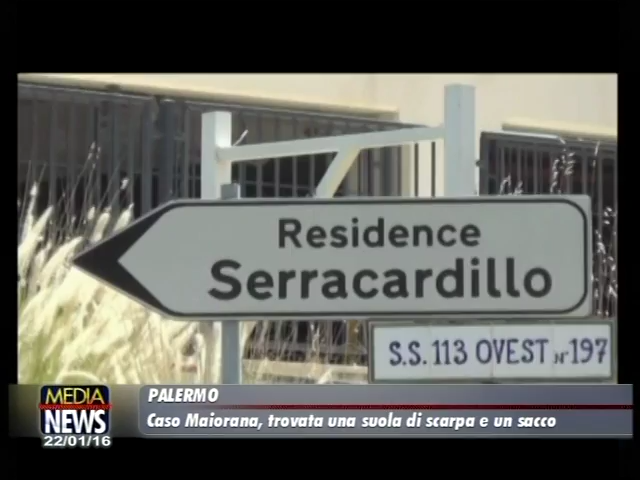 Residence
Serracardillo
S.S. 113 OVEST N° 197
MEDIA
NEWS
22/01/16
PALERMO
Caso Maiorana, trovata una suola di scarpa e un sacco